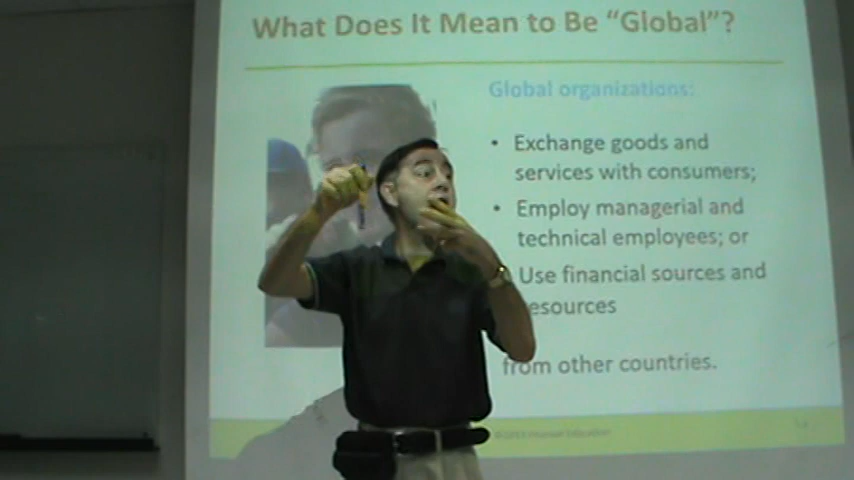 What Does It Mean to Be “Global”?
Global organizations:
• Exchange goods and
services with consumers;
• Employ managerial and
technical employees; or
Use financial sources and
esources
from other countries.